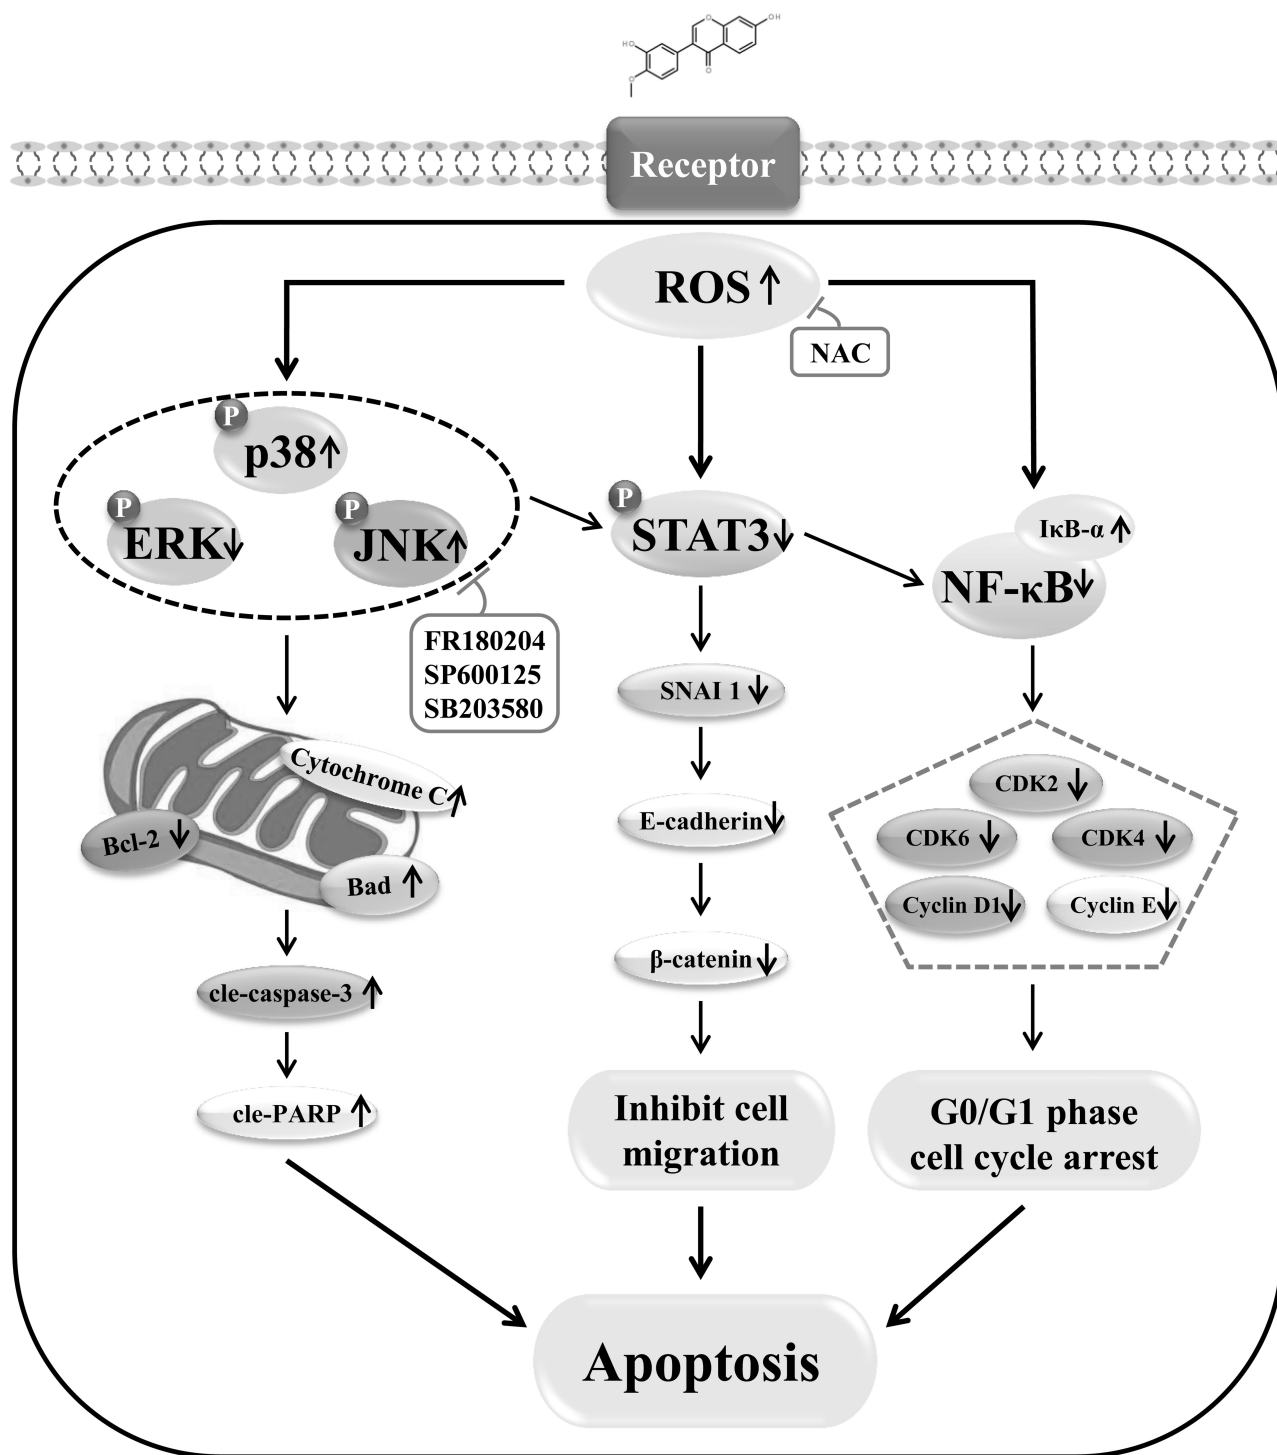 OH
HO
O
O
O
Receptor
ROS↑
NAC
P
p38↑
P
ERK↓
P
JNK↑
FR180204
SP600125
SB203580
P
STAT3↓
IκB-α↑
NF-κB↓
Cytochrome C↑
Bcl-2↓
Bad↑
cle-caspase-3↑
cle-PARP↑
SNAI 1↓
E-cadherin↓
β-catenin↓
Inhibit cell
migration
CDK2↓
CDK6↓
CDK4↓
Cyclin D1↓
Cyclin E↓
G0/G1 phase
cell cycle arrest
Apoptosis